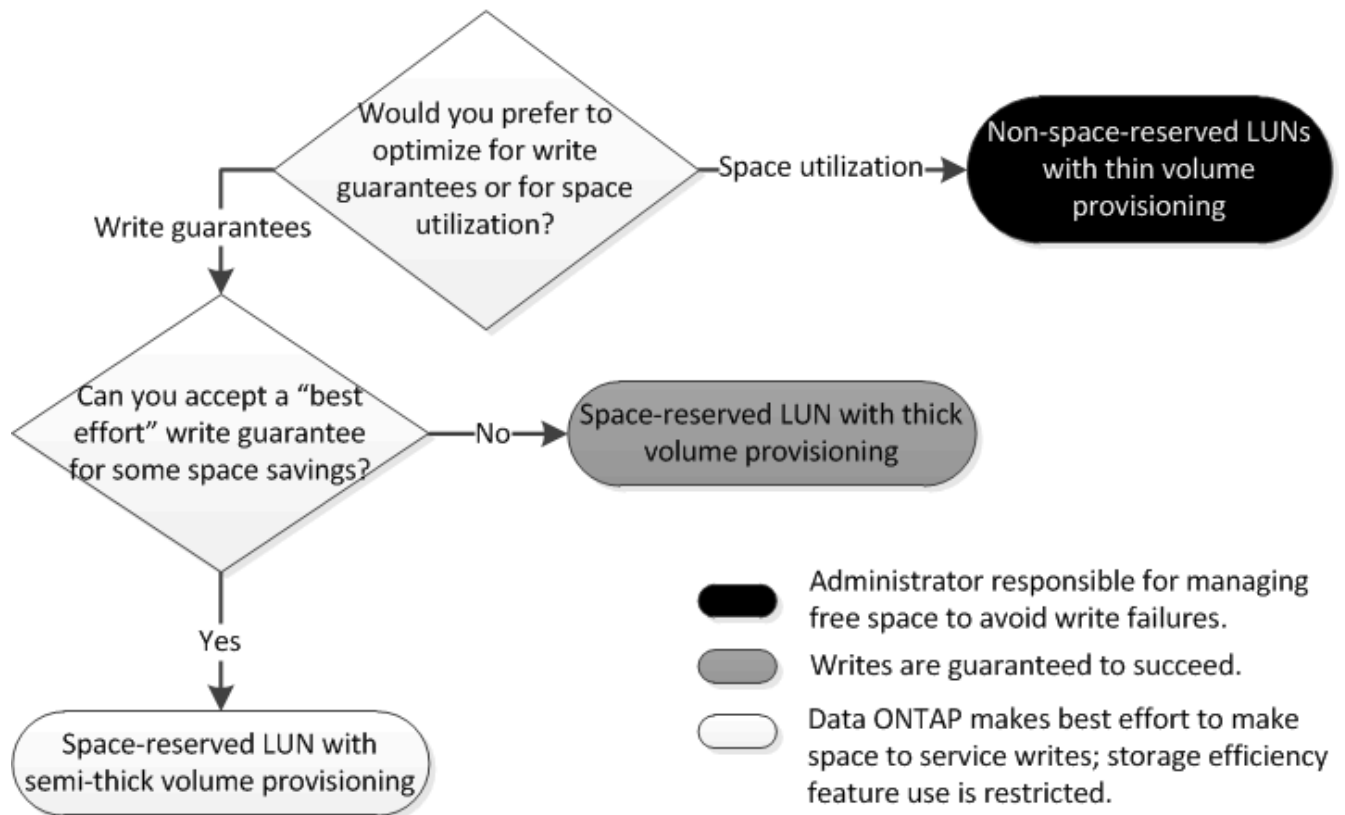 Would you prefer to
optimize for write
guarantees or for space
utilization?
Space utilization
Non-space-reserved LUNs
with thin volume
provisioning
Write guarantees
Can you accept a “best
effort” write guarantee
for some space savings?
No
Space-reserved LUN with thick
volume provisioning
Yes
Space-reserved LUN with
semi-thick volume provisioning
Administrator responsible for managing
free space to avoid write failures.
Writes are guaranteed to succeed.
Data ONTAP makes best effort to make
space to service writes; storage efficiency
feature use is restricted.